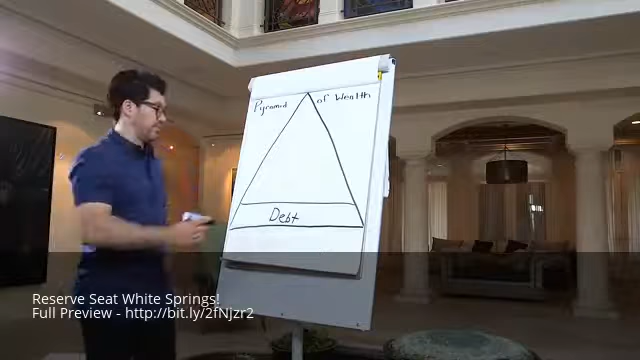 Pyramid of Wealth
Debt
Reserve Seat White Springs!
Full Preview - http://bit.ly/2fNjzr2